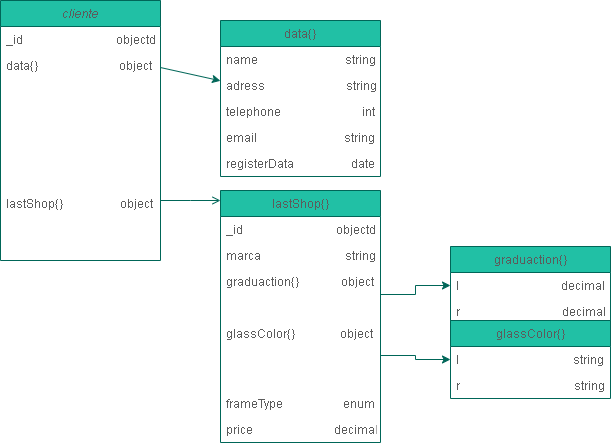 cliente
_id objectd
data{} object
lastShop{} object
data{}
name string
adress string
telephone int
email string
registerData date
lastShop{}
_id objectd
marca string
graduaction{} object
glassColor{} object
frameType enum
price decimal
graduaction{}
l decimal
r decimal
glassColor{}
l string
r string